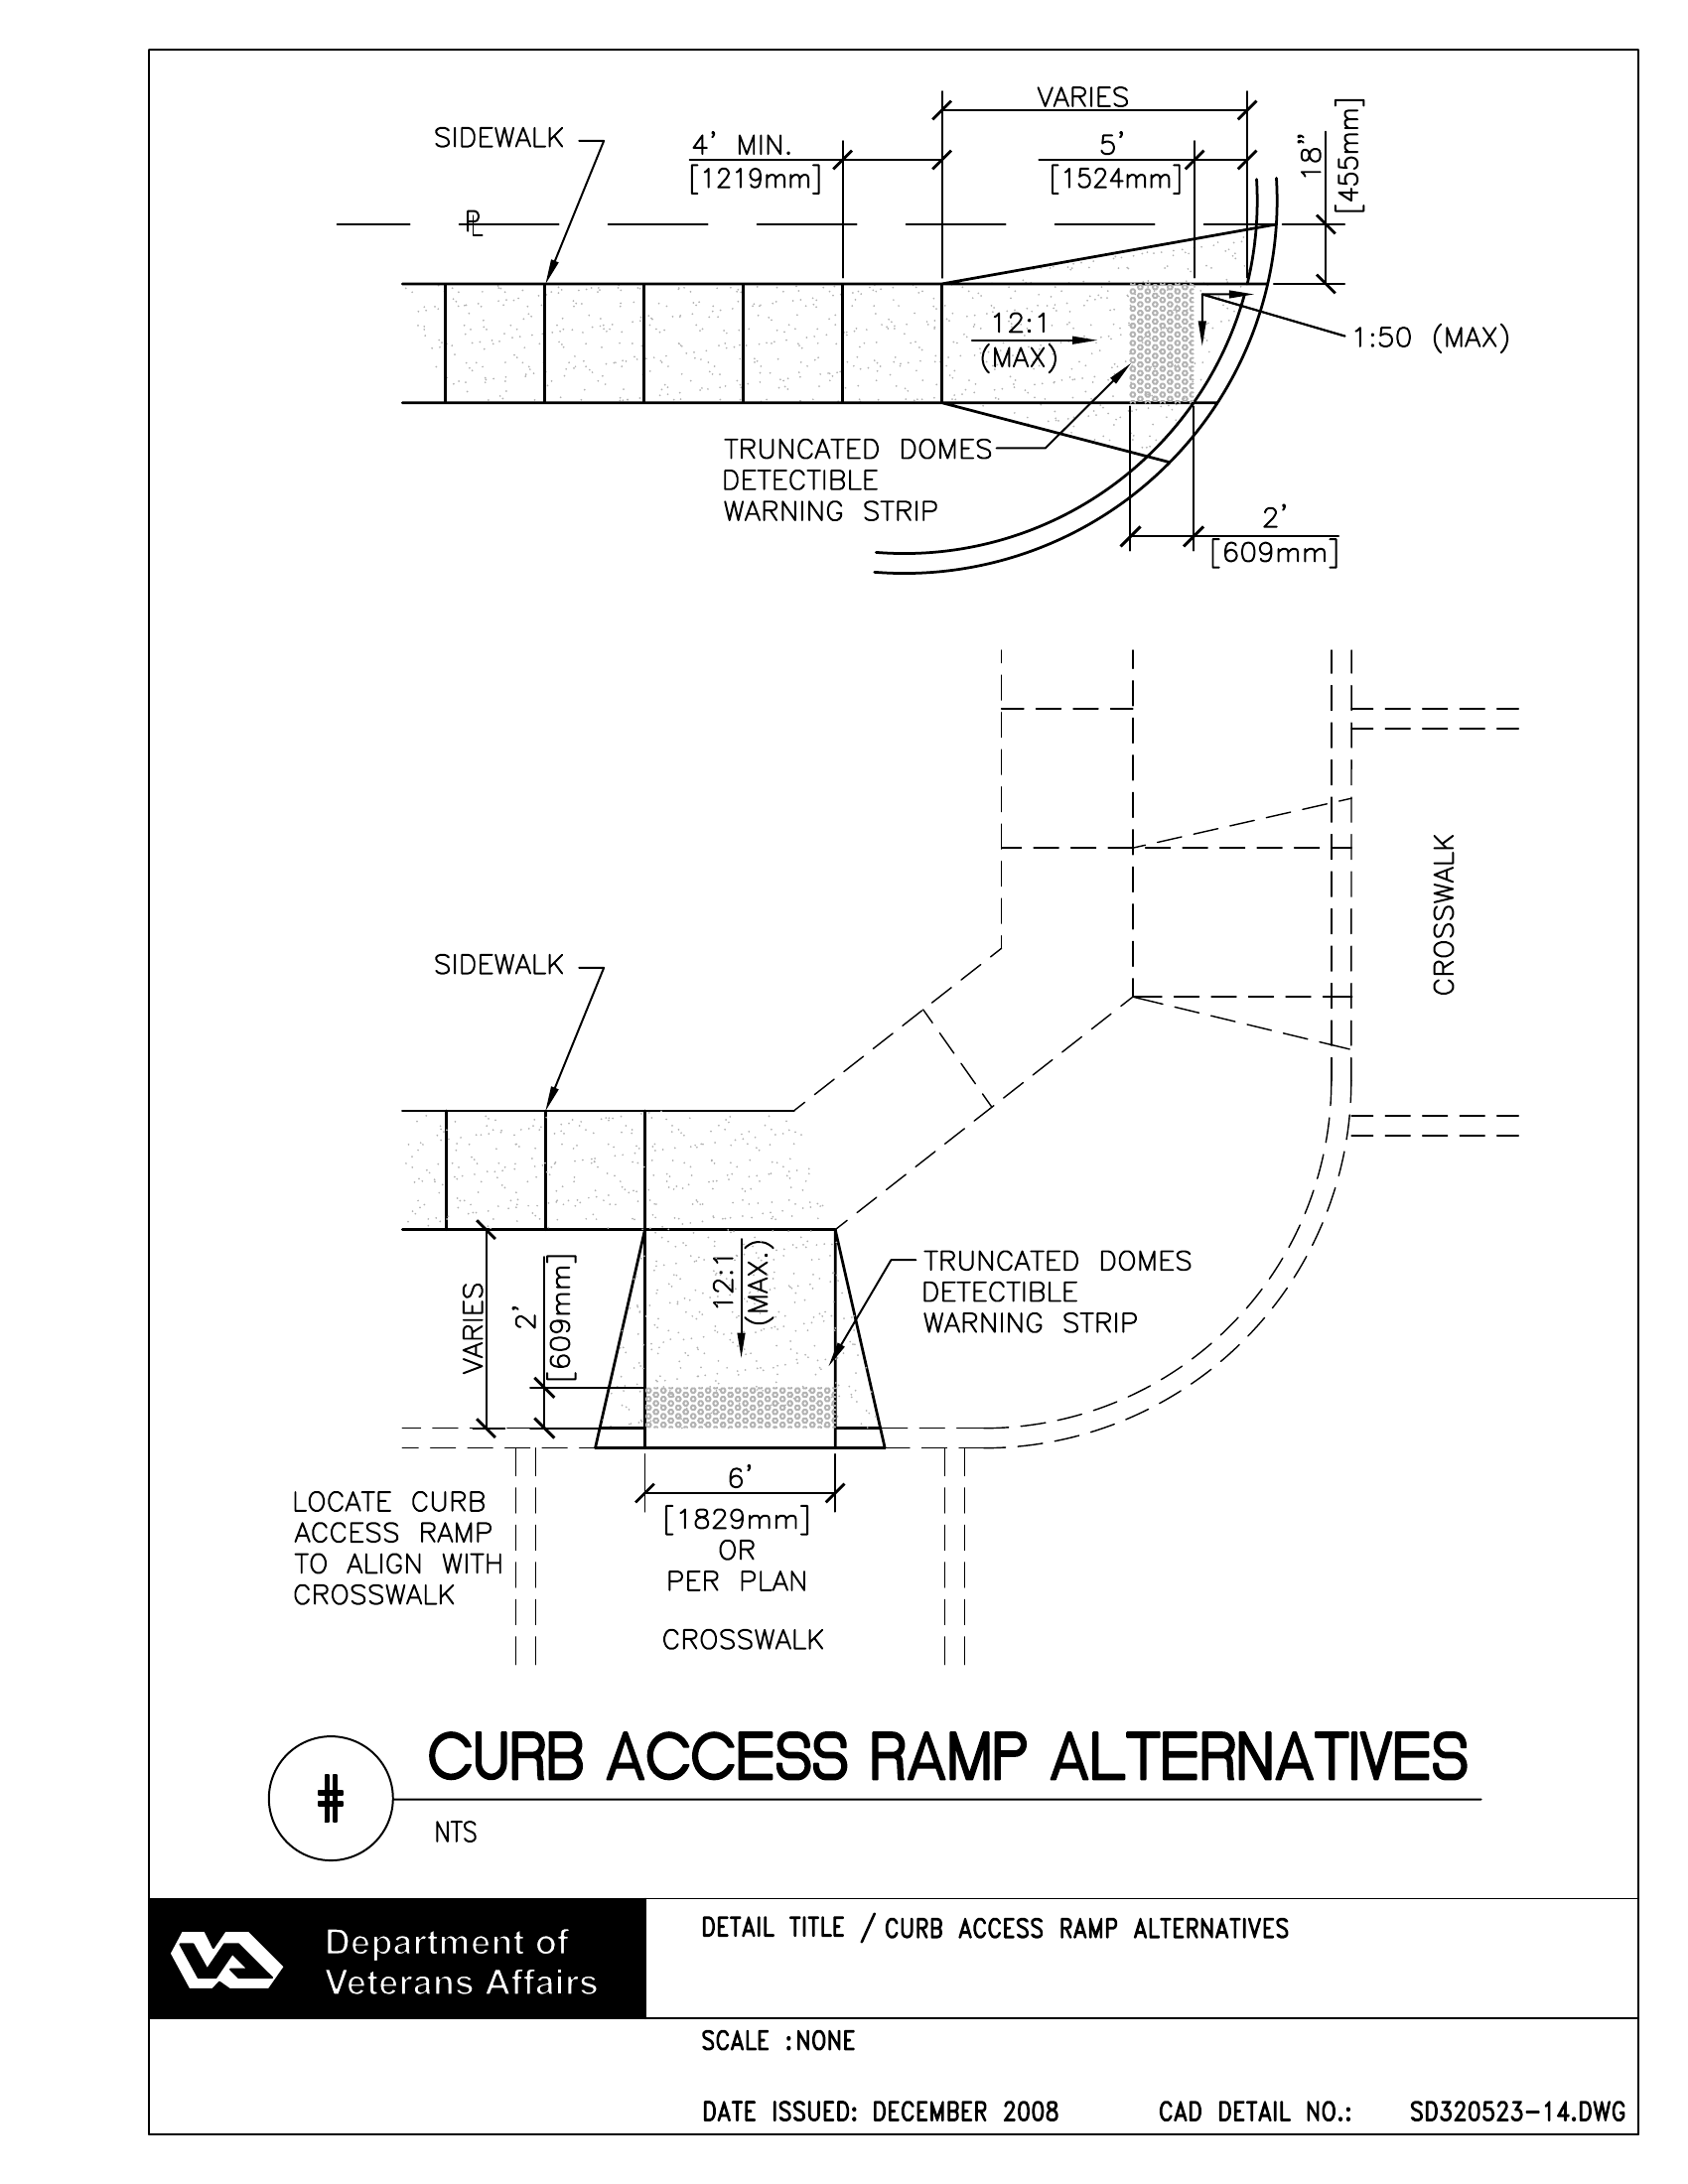 VARIES
SIDEWALK
4' MIN.
[1219mm]
5'
[1524mm]
18"
[455mm]
PL
12:1
(MAX)
1:50 (MAX)
TRUNCATED DOMES
DETECTIBLE
WARNING STRIP
2'
[609mm]
CROSSWALK
SIDEWALK
VARIES
2'
[609mm]
12:1
(MAX.)
TRUNCATED DOMES
DETECTIBLE
WARNING STRIP
LOCATE CURB
ACCESS RAMP
TO ALIGN WITH
CROSSWALK
6'
[1829mm]
OR
PER PLAN
CROSSWALK
#
CURB ACCESS RAMP ALTERNATIVES
NTS
VA
Department of
Veterans Affairs
DETAIL TITLE / CURB ACCESS RAMP ALTERNATIVES
SCALE :NONE
DATE ISSUED: DECEMBER 2008 CAD DETAIL NO.: SD320523-14.DWG